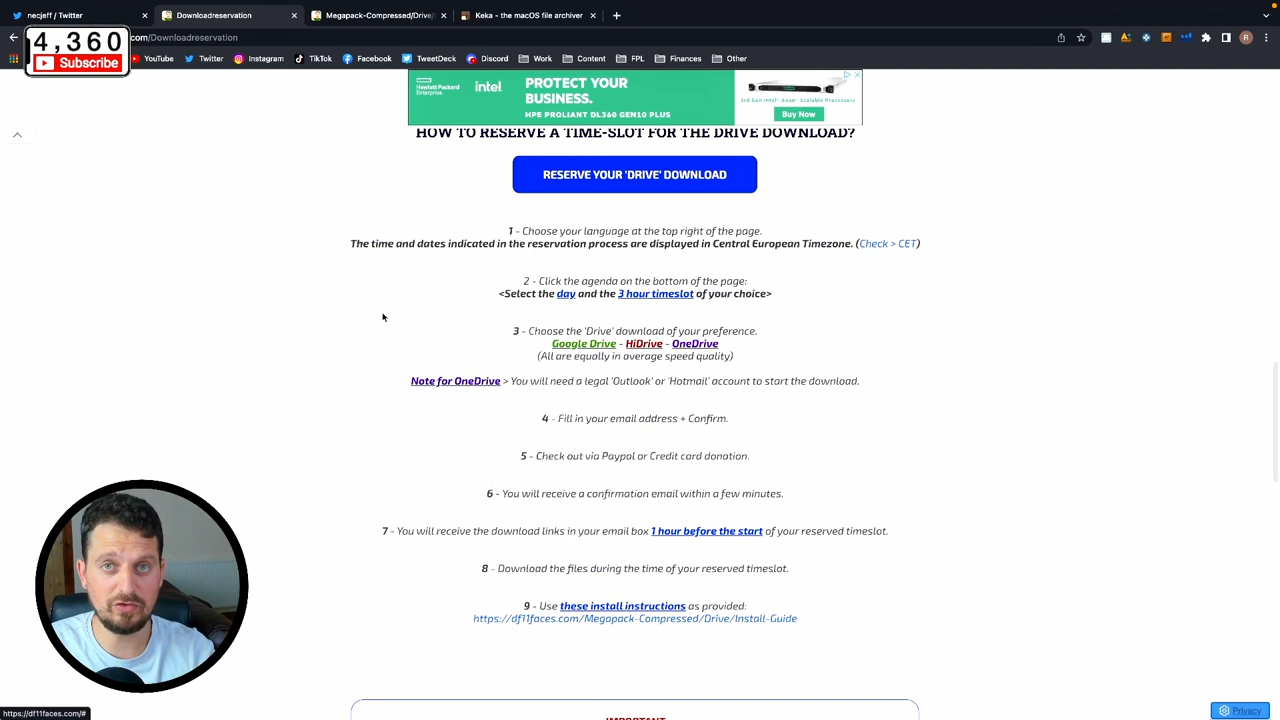 necjeff / Twitter
Downloadreservation
Megapack-Compressed/Drive/
Keka - the macOS file archiver
4,360
Subscribe
com/Downloadreservation
YouTube
Twitter
Instagram
TikTok
Facebook
TweetDeck
Discord
Work
Content
FPL
Finances
Other
Hewlett Packard
Enterprise
intel.
PROTECT YOUR
BUSINESS.
HPE PROLIANT DL360 GEN10 PLUS
3rd Gen Intel® Xeon® Scalable Processors
Buy Now
HOW TO RESERVE A TIME-SLOT FOR THE DRIVE DOWNLOAD?
RESERVE YOUR 'DRIVE' DOWNLOAD
1 - Choose your language at the top right of the page.
The time and dates indicated in the reservation process are displayed in Central European Timezone. (Check > CET)
2 - Click the agenda on the bottom of the page:
<Select the day and the 3 hour timeslot of your choice>
3 - Choose the 'Drive' download of your preference.
Google Drive - HiDrive - OneDrive
(All are equally in average speed quality)
Note for OneDrive > You will need a legal 'Outlook' or 'Hotmail' account to start the download.
4 - Fill in your email address + Confirm.
5 - Check out via Paypal or Credit card donation.
6 - You will receive a confirmation email within a few minutes.
7 - You will receive the download links in your email box 1 hour before the start of your reserved timeslot.
8 - Download the files during the time of your reserved timeslot.
9 - Use these install instructions as provided:
https://df11faces.com/Megapack-Compressed/Drive/Install-Guide
IMPORTANT
https://df11faces.com/#
Privacy